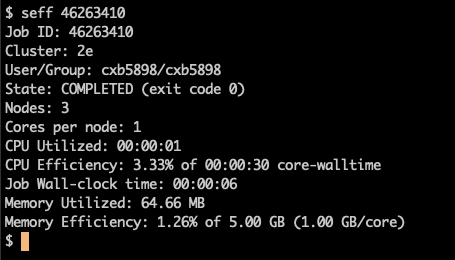 $ seff 46263410
Job ID: 46263410
Cluster: 2e
User/Group: cxb5898/cxb5898
State: COMPLETED (exit code 0)
Nodes: 3
Cores per node: 1
CPU Utilized: 00:00:01
CPU Efficiency: 3.33% of 00:00:30 core-walltime
Job Wall-clock time: 00:00:06
Memory Utilized: 64.66 MB
Memory Efficiency: 1.26% of 5.00 GB (1.00 GB/core)
$